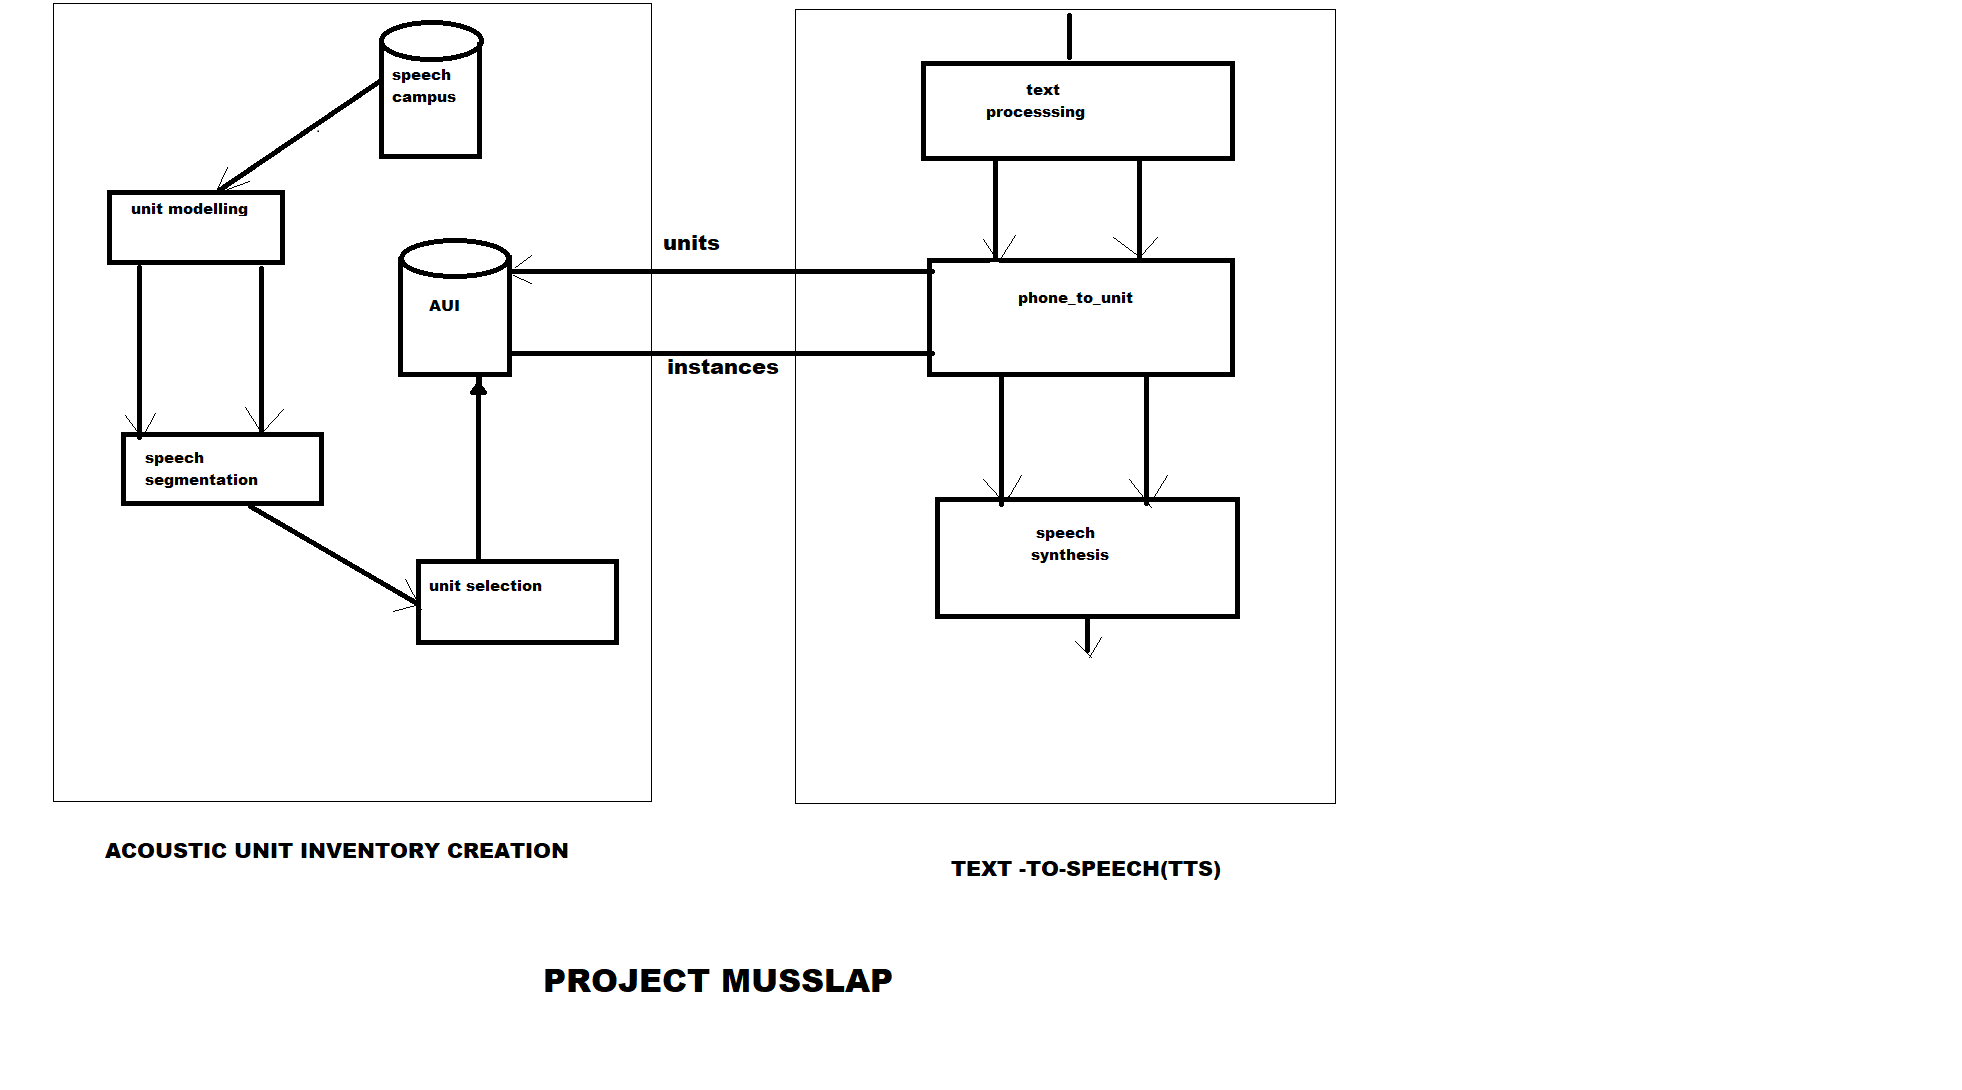 speech
campus
unit modelling
AUI
speech
segmentation
unit selection
units
instances
text
processsing
phone_to_unit
speech
synthesis
ACOUSTIC UNIT INVENTORY CREATION
TEXT -TO-SPEECH(TTS)
PROJECT MUSSLAP